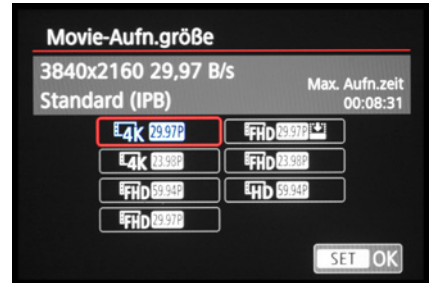 Movie-Aufn.größe
3840x2160 29,97 B/s
Standard (IPB)
Max. Aufn.zeit
00:08:31
4K 29.97P
FHD 29.97P
4K 23.98P
FHD 23.98P
FHD 59.94P
HD 59.94P
FHD 29.97P
SET OK